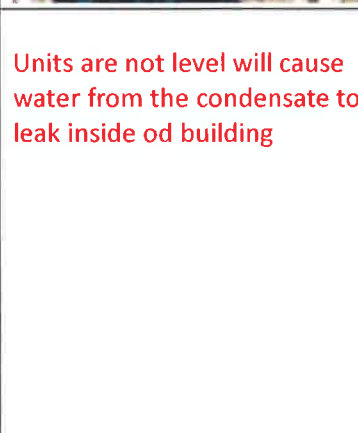 Units are not level will cause
water from the condensate to
leak inside od building